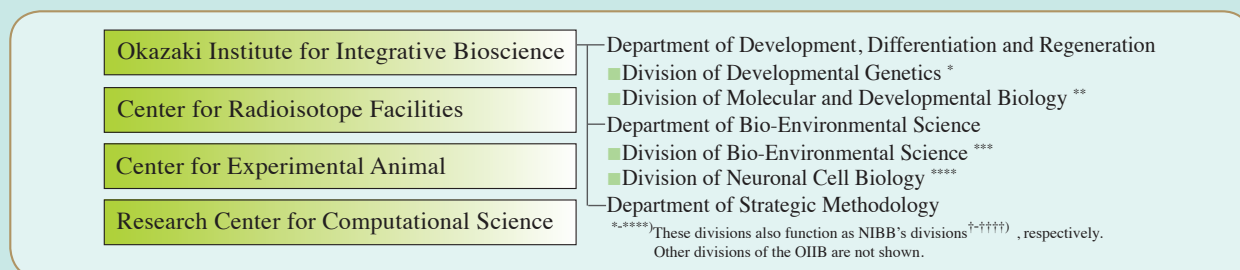 Okazaki Institute for Integrative Bioscience
Center for Radioisotope Facilities
Center for Experimental Animal
Research Center for Computational Science
Department of Development, Differentiation and Regeneration
■Division of Developmental Genetics *
■Division of Molecular and Developmental Biology **
Department of Bio-Environmental Science
■Division of Bio-Environmental Science ***
■Division of Neuronal Cell Biology ****
Department of Strategic Methodology
*-****)These divisions also function as NIBB's divisions†-††††) , respectively.
Other divisions of the OIIB are not shown.